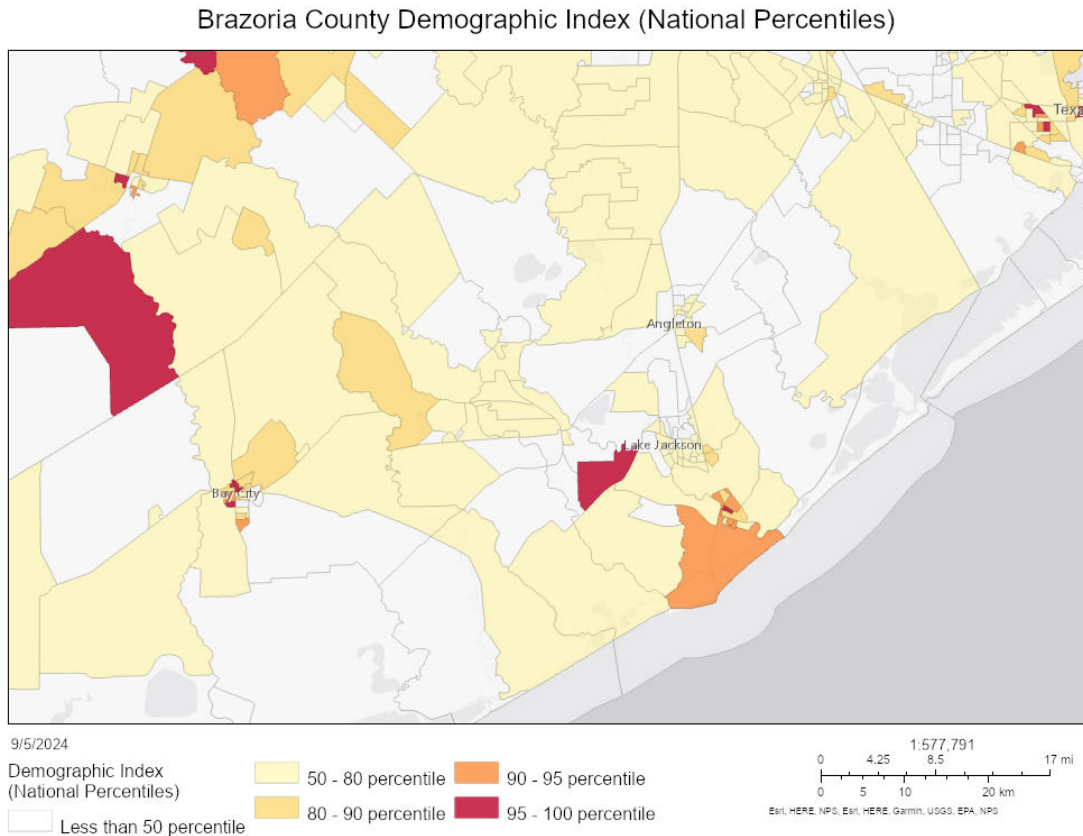 Brazoria County Demographic Index (National Percentiles)
Angleton
Lake Jackson
Bay City
9/5/2024
Demographic Index
(National Percentiles)
Less than 50 percentile
50 - 80 percentile
80 - 90 percentile
90 - 95 percentile
95 - 100 percentile
1:577,791
0 4.25 8.5 17 mi
0 5 10 20 km
Esri, HERE, NPS, Esri, HERE, Garmin, USGS, EPA, NPS